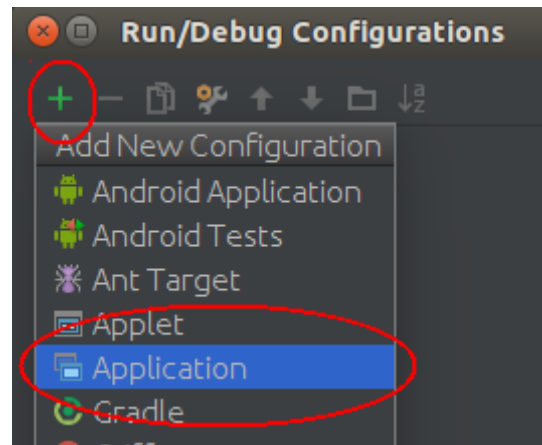 Run/Debug Configurations
Add New Configuration
Android Application
Android Tests
Ant Target
Applet
Application
Gradle